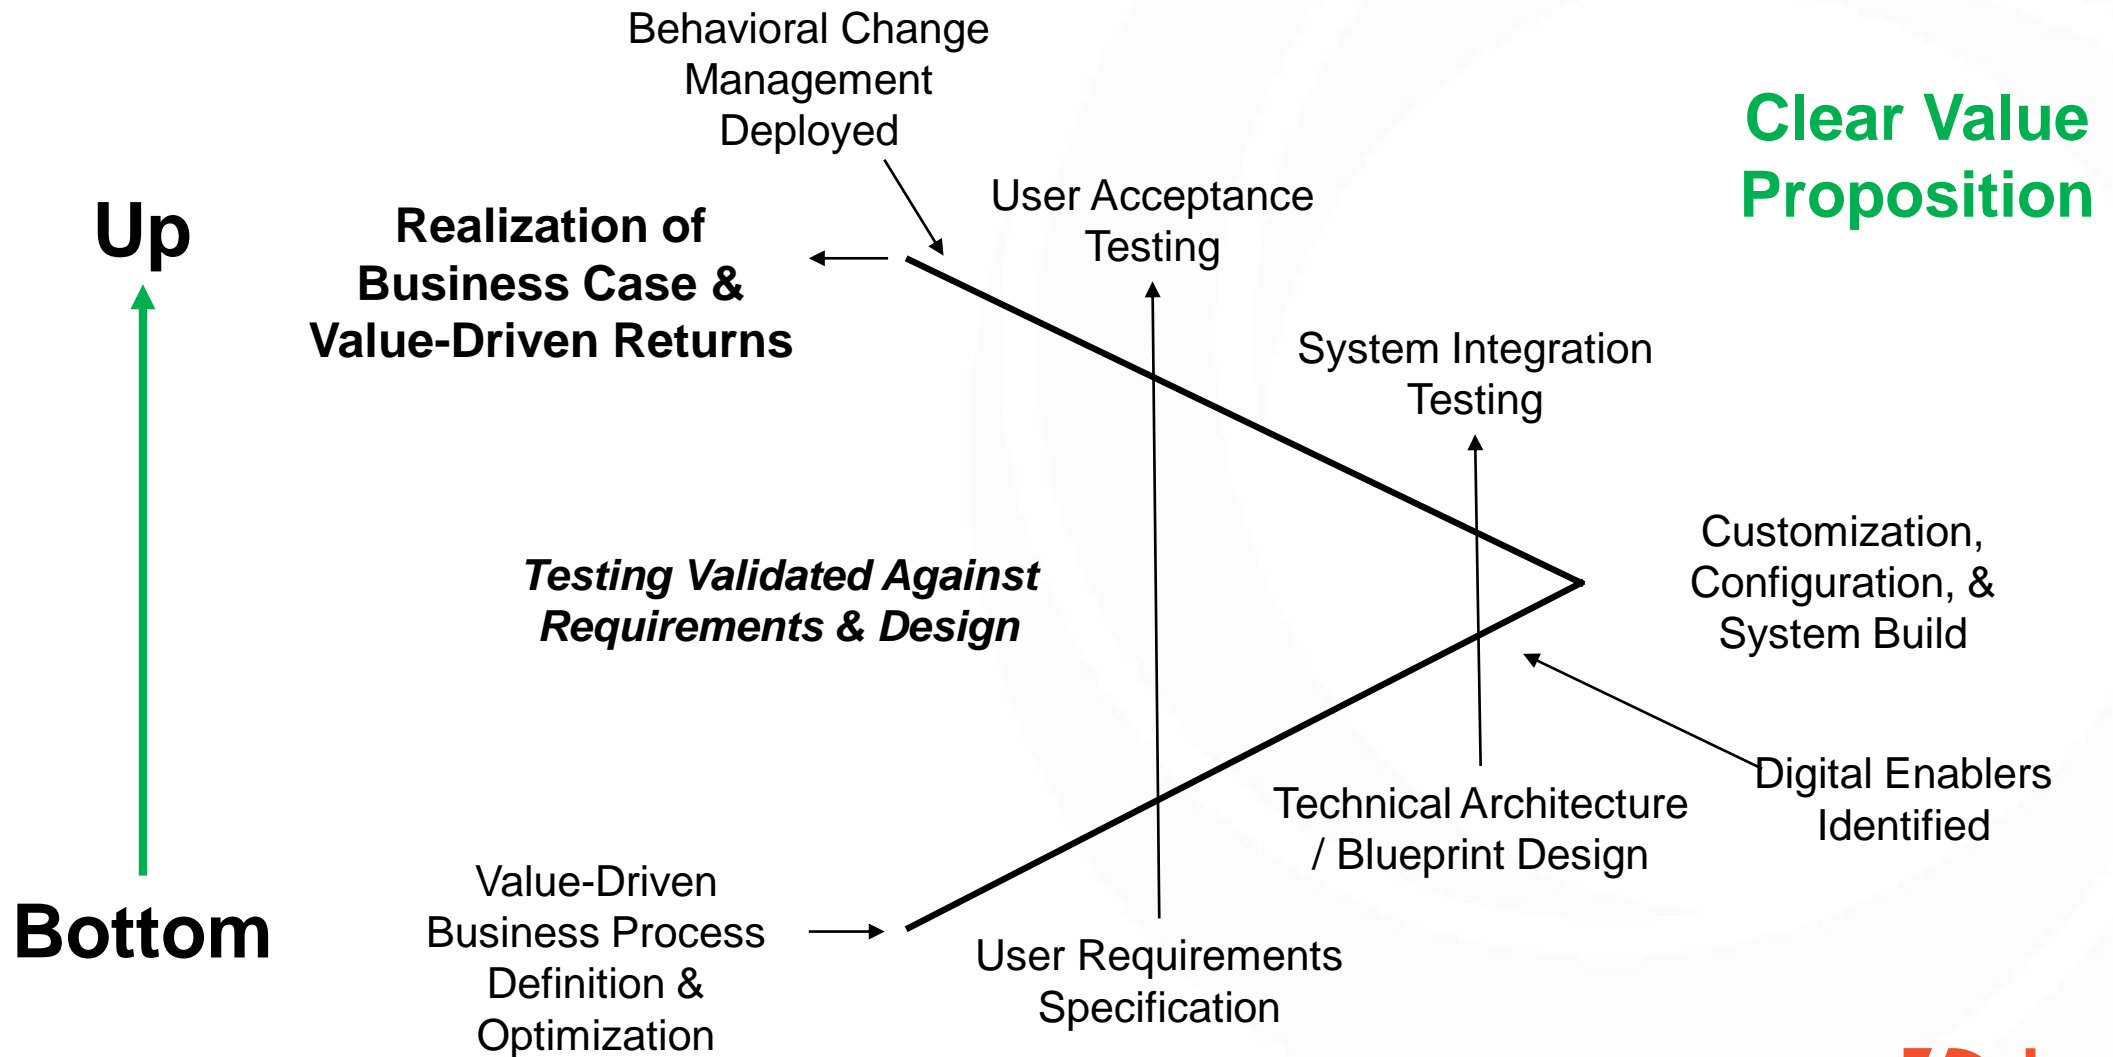 Behavioral Change
Management
Deployed
Clear Value
Proposition
User Acceptance
Testing
Up
Realization of
Business Case &
Value-Driven Returns
System Integration
Testing
Customization,
Configuration, &
System Build
Testing Validated Against
Requirements & Design
Digital Enablers
Identified
Technical Architecture
/ Blueprint Design
Value-Driven
Business Process
Definition &
Optimization
Bottom
User Requirements
Specification